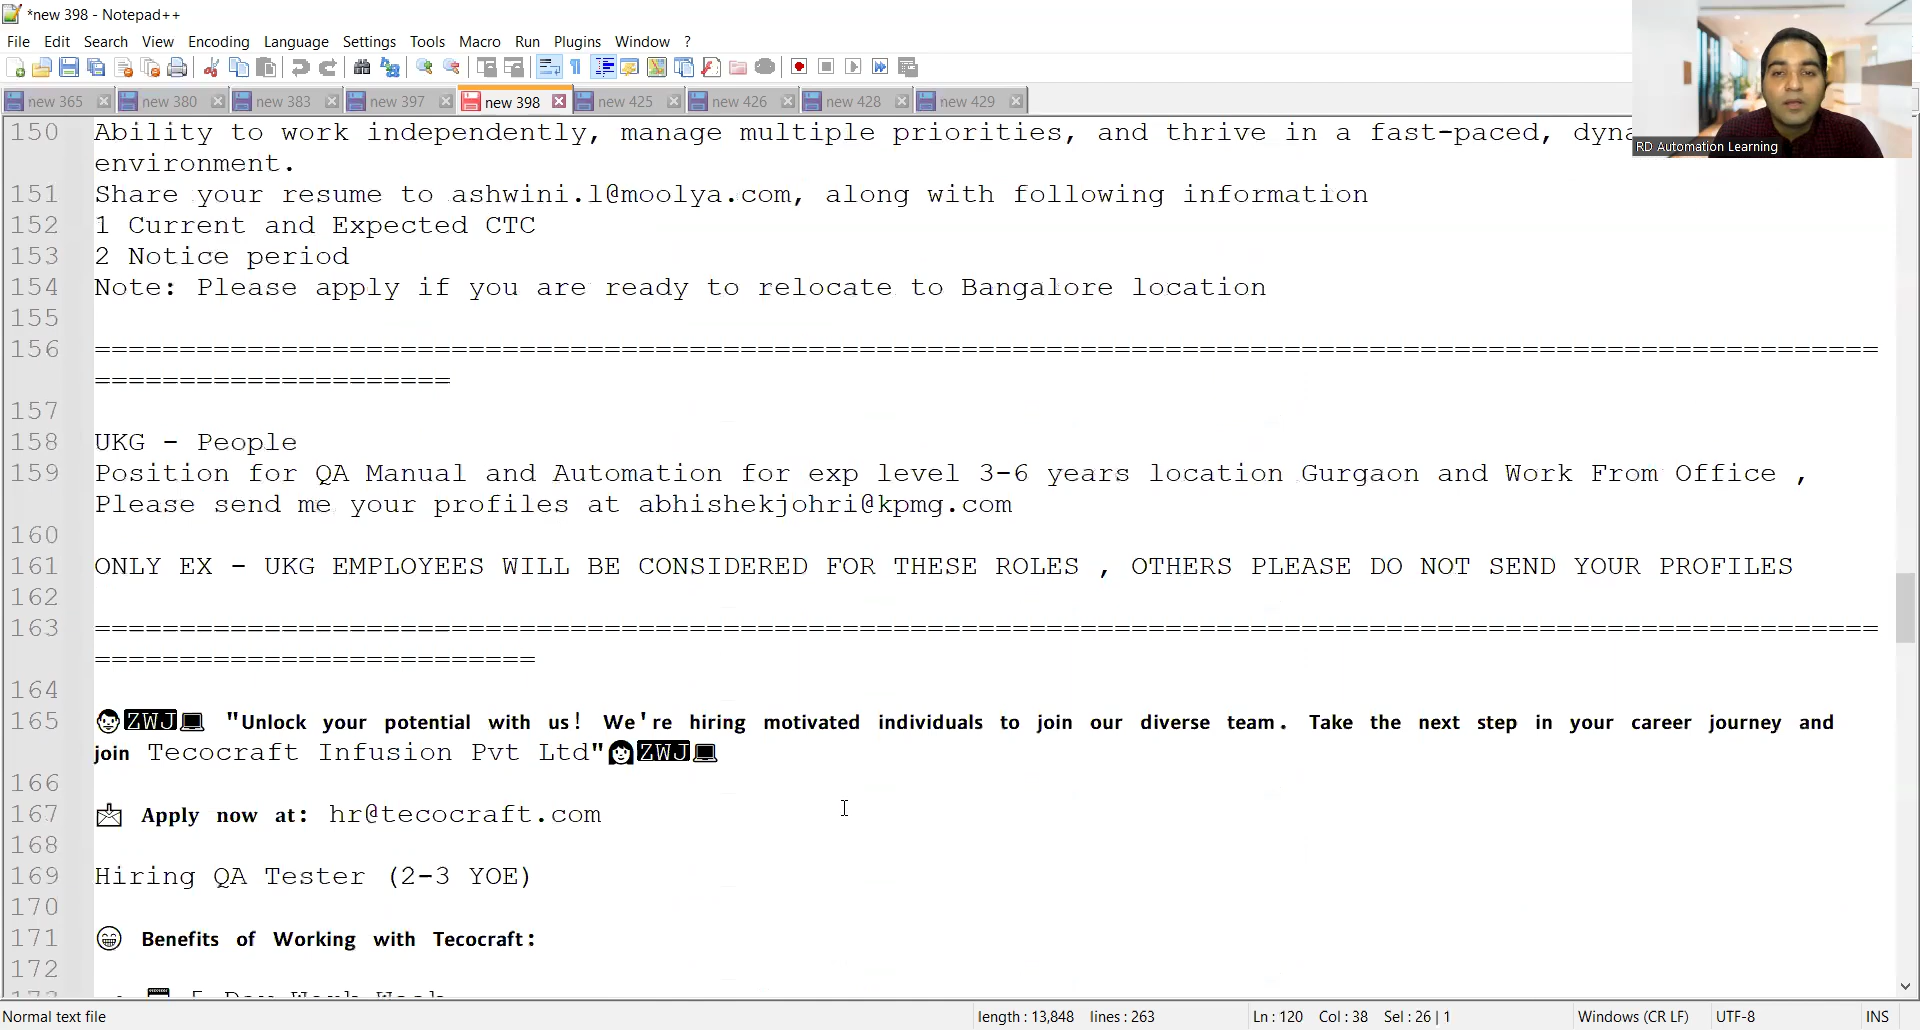 *new 398 - Notepad++
File Edit Search View Encoding Language Settings Tools Macro Run Plugins Window ?
new 365 new 380 new 383 new 397 new 398 new 425 new 426 new 428 new 429
RD Automation Learning
150 Ability to work independently, manage multiple priorities, and thrive in a fast-paced,
environment.
151 Share your resume to ashwini.l@moolya.com, along with following information
152 1 Current and Expected CTC
153 2 Notice period
154 Note: Please apply if you are ready to relocate to Bangalore location
155
156 =========================================================================================================
=====================
157
158 UKG - People
159 Position for QA Manual and Automation for exp level 3-6 years location Gurgaon and Work From Office ,
Please send me your profiles at abhishekjohri@kpmg.com
160
161 ONLY EX - UKG EMPLOYEES WILL BE CONSIDERED FOR THESE ROLES , OTHERS PLEASE DO NOT SEND YOUR PROFILES
162
163 =========================================================================================================
==========================
164
165 👨ZWJ💻 "Unlock your potential with us! We're hiring motivated individuals to join our diverse team. Take the next step in your career journey and
join Tecocraft Infusion Pvt Ltd"👩ZWJ💻
166
167 📩 Apply now at: hr@tecocraft.com
168
169 Hiring QA Tester (2-3 YOE)
170
171 😁 Benefits of Working with Tecocraft:
172
173 5 Day Work Week
Normal text file length : 13,848 lines : 263 Ln : 120 Col : 38 Sel : 26 | 1 Windows (CR LF) UTF-8 INS